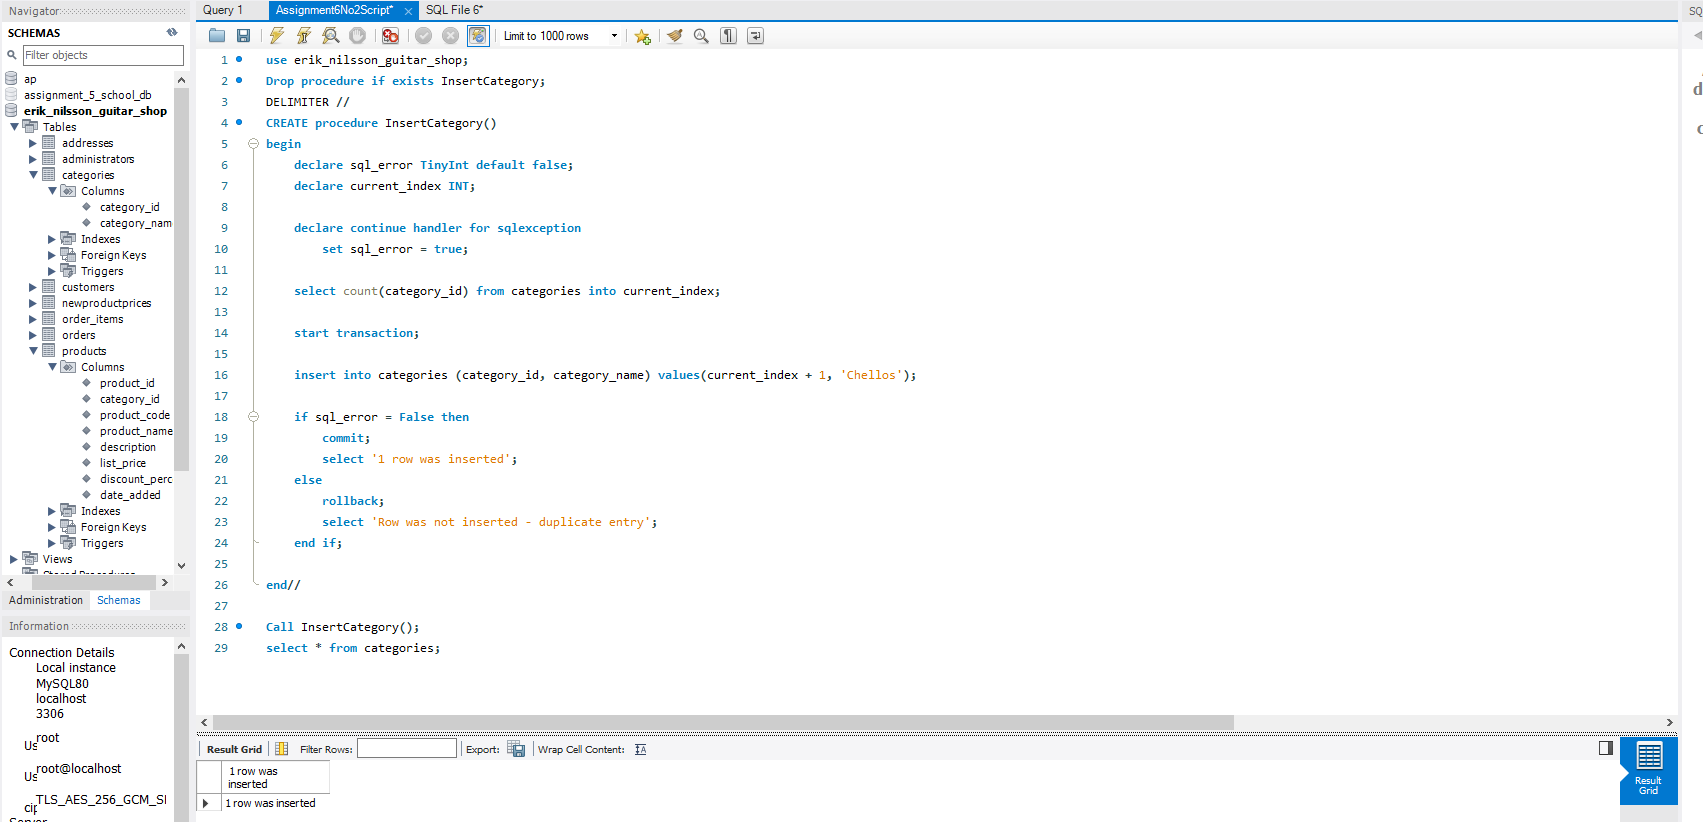 Navigator
SCHEMAS
Filter objects
ap
assignment_5_school_db
erik_nilsson_guitar_shop
Tables
addresses
administrators
categories
Columns
category_id
category_nam
Indexes
Foreign Keys
Triggers
customers
newproductprices
order_items
orders
products
Columns
product_id
category_id
product_code
product_name
description
list_price
discount_perc
date_added
Indexes
Foreign Keys
Triggers
Views
Administration Schemas
Information
Connection Details
Local instance
MySQL80
localhost
3306
root
Us
root@localhost
Us
TLS_AES_256_GCM_S
cip
Query 1 Assignment6No2Script* SQL File 6*
Limit to 1000 rows
1 use erik_nilsson_guitar_shop;
2 Drop procedure if exists InsertCategory;
3 DELIMITER //
4 CREATE procedure InsertCategory()
5 begin
6 declare sql_error TinyInt default false;
7 declare current_index INT;
8
9 declare continue handler for sqlexception
10 set sql_error = true;
11
12 select count(category_id) from categories into current_index;
13
14 start transaction;
15
16 insert into categories (category_id, category_name) values(current_index + 1, 'Chellos');
17
18 if sql_error = False then
19 commit;
20 select '1 row was inserted';
21 else
22 rollback;
23 select 'Row was not inserted - duplicate entry';
24 end if;
25
26 end//
27
28 Call InsertCategory();
29 select * from categories;
Result Grid Filter Rows: Export: Wrap Cell Content:
1 row was
inserted
1 row was inserted
Result
Grid
SQ
d